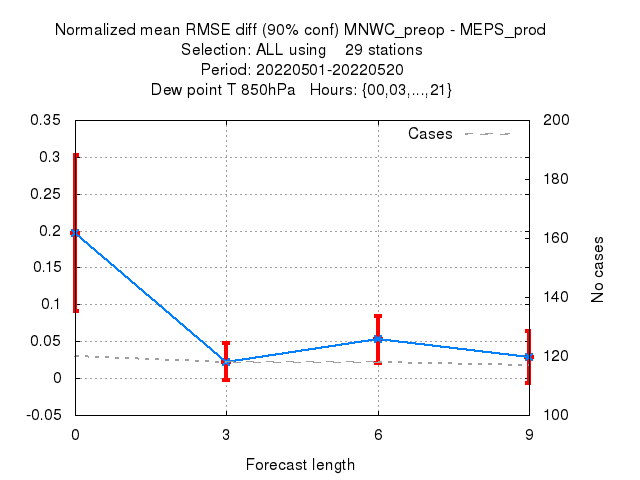 Normalized mean RMSE diff (90% conf) MNWC_preop - MEPS_prod
Selection: ALL using 29 stations
Period: 20220501-20220520
Dew point T 850hPa Hours: {00,03,...,21}
Cases
0.35
0.3
0.25
0.2
0.15
0.1
0.05
0
-0.05
200
180
160
140
120
100
No cases
0 3 6 9
Forecast length